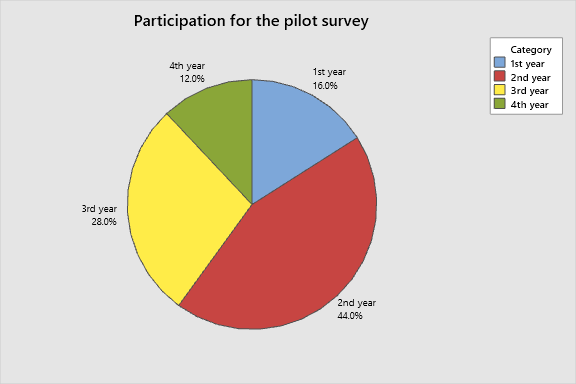 Participation for the pilot survey
Category
1st year
2nd year
3rd year
4th year
4th year
12.0%
1st year
16.0%
3rd year
28.0%
2nd year
44.0%